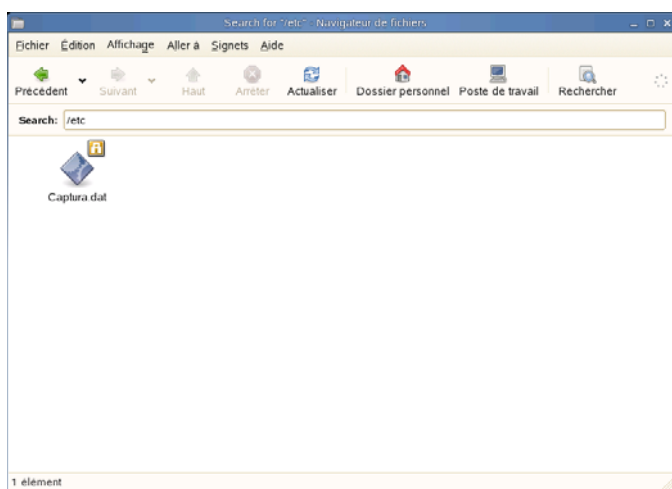 Search for "/etc" - Navigateur de fichiers
Fichier Édition Affichage Aller à Signets Aide
Précédent Suivant Haut Arrêter Actualiser Dossier personnel Poste de travail Rechercher
Search: /etc
Captura.dat
1 élément